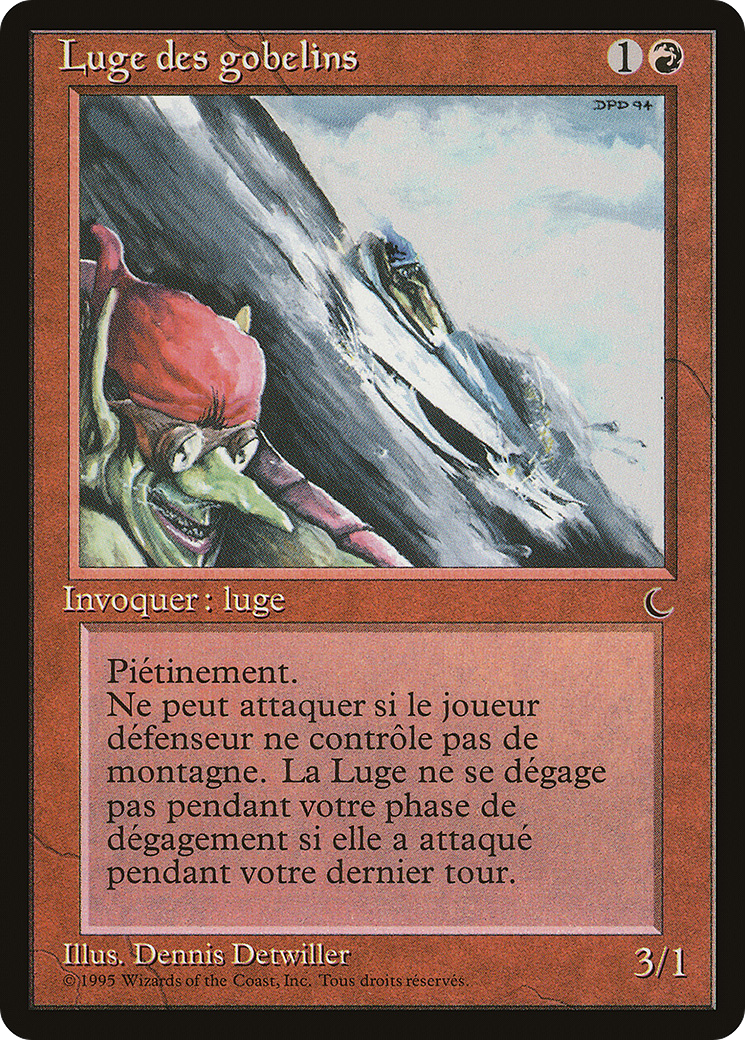 Luge des gobelins
1
DPD 94
Invoquer : luge
Piétinement.
Ne peut attaquer si le joueur
défenseur ne contrôle pas de
montagne. La Luge ne se dégage
pas pendant votre phase de
dégagement si elle a attaqué
pendant votre dernier tour.
Illus. Dennis Detwiller
3/1
© 1995 Wizards of the Coast, Inc. Tous droits réservés.